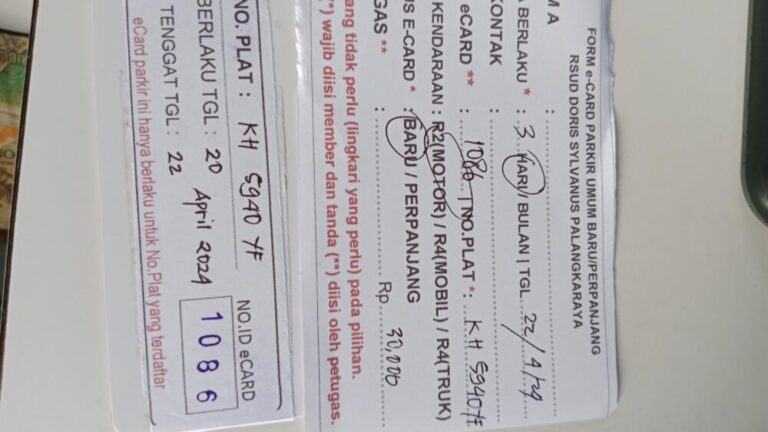 FORM e-CARD PARKIR UMUM BARU/PERPANJANG
RSUD DORIS SYLVANUS PALANGKARAYA
M A :
A BERLAKU * : 3 HARI / BULAN | TGL. 22/4/24
KONTAK :
eCARD ** : 1086 | NO.PLAT *: KH 5940 YF
KENDARAAN : R2(MOTOR) / R4(MOBIL) / R4(TRUK)
IS E-CARD * : BARU / PERPANJANG
GAS ** : Rp 30,000
ang tidak perlu (lingkari yang perlu) pada pilihan.
*) wajib diisi member dan tanda (**) diisi oleh petugas.
NO. PLAT : KH 5940 YF
BERLAKU TGL : 20 April 2024
TENGGAT TGL : 22
NO.ID eCARD
1086
eCard parkir ini hanya berlaku untuk No.Plat yang terdaftar